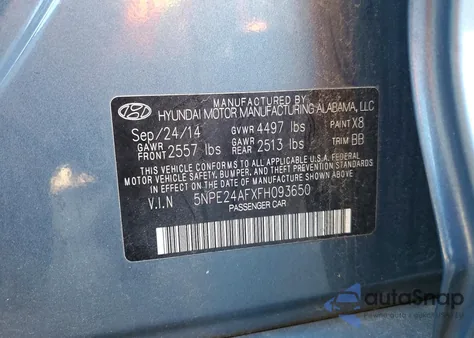 MANUFACTURED BY
HYUNDAI MOTOR MANUFACTURING ALABAMA, LLC
Sep/24/14 GVWR 4497 lbs PAINT X8
GAWR FRONT 2557 lbs GAWR REAR 2513 lbs TRIM BB
THIS VEHICLE CONFORMS TO ALL APPLICABLE U.S.A FEDERAL
MOTOR VEHICLE SAFETY, BUMPER, AND THEFT PREVENTION STANDARDS
IN EFFECT ON THE DATE OF MANUFACTURE SHOWN ABOVE.
V.I.N 5NPE24AFXFH093650
PASSENGER CAR
autoSnap